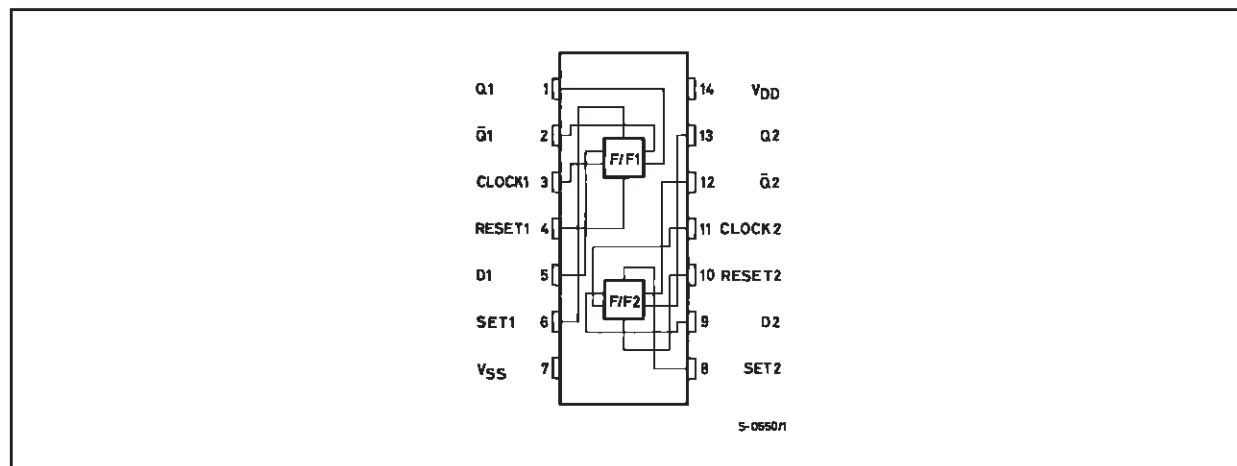 Q1 1 14 VDD
Q̄1 2 13 Q2
F/F1
CLOCK1 3 12 Q̄2
RESET1 4 11 CLOCK2
D1 5 10 RESET2
F/F2
SET1 6 9 D2
VSS 7 8 SET2
S-0550/1